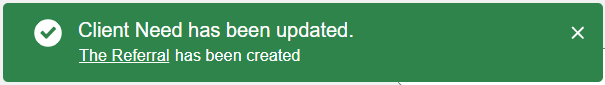 Client Need has been updated.
The Referral has been created